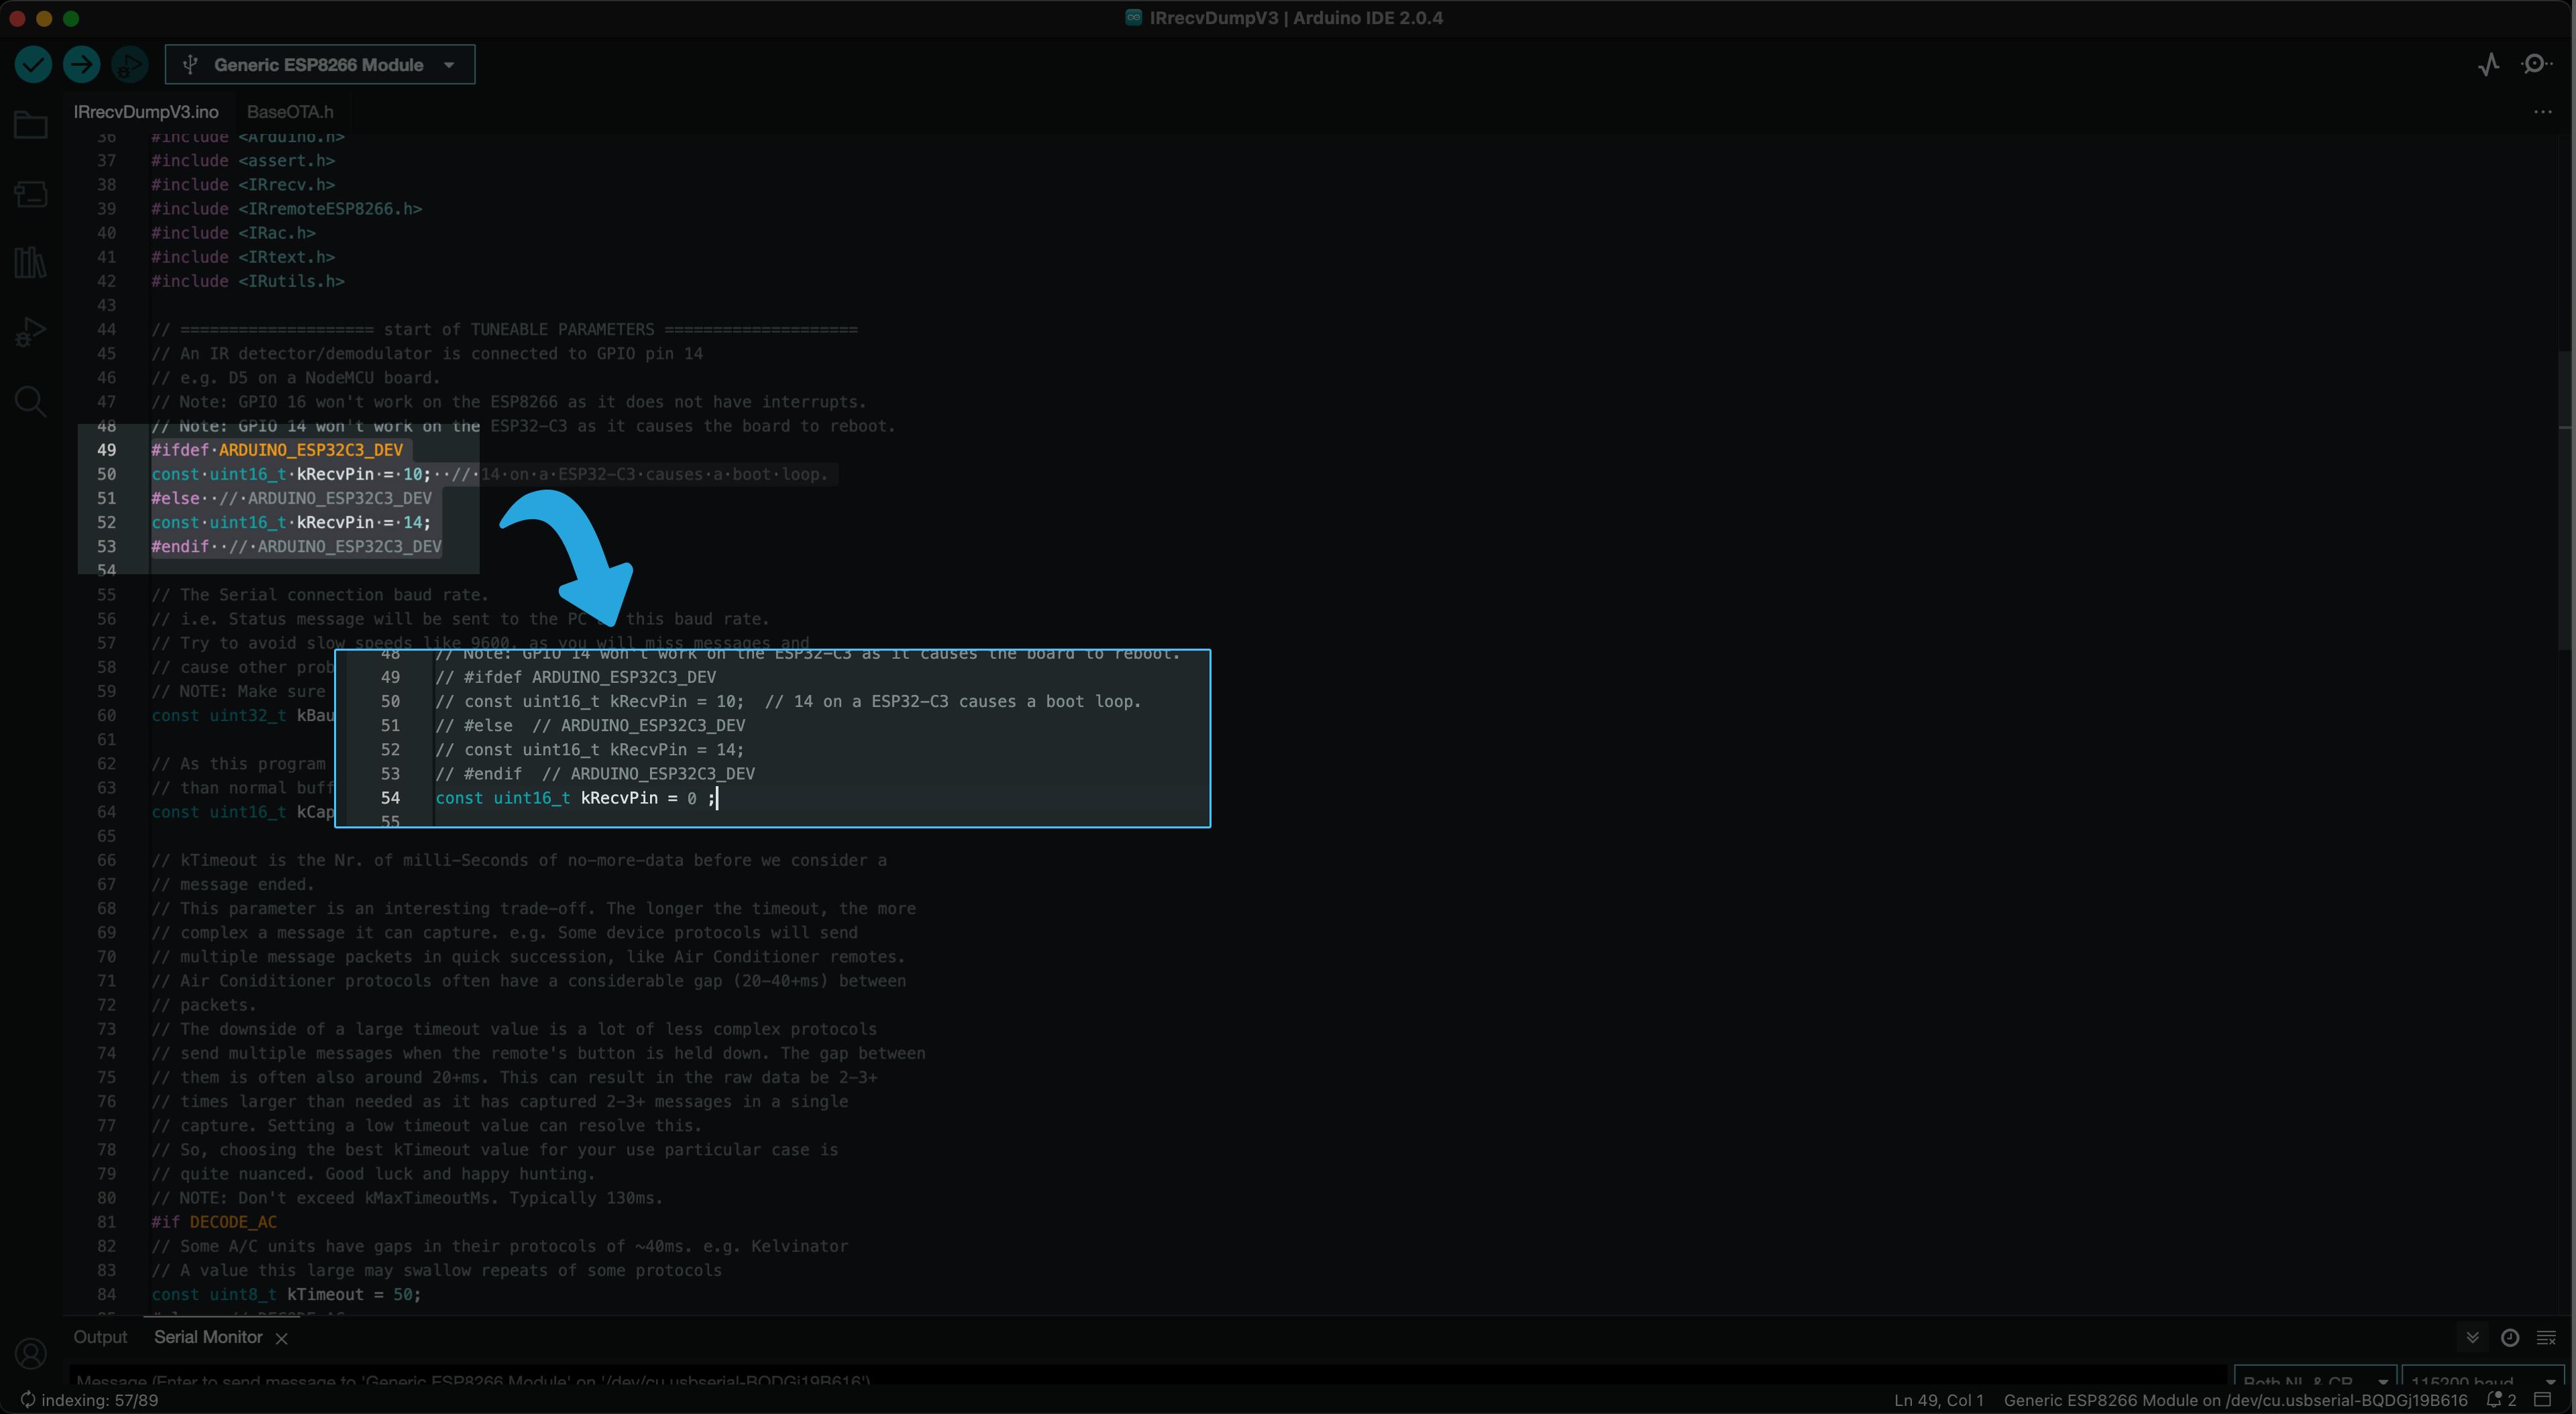 IRrecvDumpV3 | Arduino IDE 2.0.4
Generic ESP8266 Module
IRrecvDumpV3.ino BaseOTA.h
36 #include <Arduino.h>
37 #include <assert.h>
38 #include <IRrecv.h>
39 #include <IRremoteESP8266.h>
40 #include <IRac.h>
41 #include <IRtext.h>
42 #include <IRutils.h>
43
44 // ==================== start of TUNEABLE PARAMETERS ====================
45 // An IR detector/demodulator is connected to GPIO pin 14
46 // e.g. D5 on a NodeMCU board.
47 // Note: GPIO 16 won't work on the ESP8266 as it does not have interrupts.
48 // Note: GPIO 14 won't work on the ESP32-C3 as it causes the board to reboot.
49 #ifdef·ARDUINO_ESP32C3_DEV
50 const·uint16_t·kRecvPin·=·10;··//·14·on·a·ESP32-C3·causes·a·boot·loop.
51 #else··//·ARDUINO_ESP32C3_DEV
52 const·uint16_t·kRecvPin·=·14;
53 #endif··//·ARDUINO_ESP32C3_DEV
54
55 // The Serial connection baud rate.
56 // i.e. Status message will be sent to the PC this baud rate.
57 // Try to avoid slow speeds like 9600, as you will miss messages and
58 // cause other prob
59 // NOTE: Make sure
60 const uint32_t kBau
61
62 // As this program
63 // than normal buff
64 const uint16_t kCap
48 // Note: GPIO 14 won't work on the ESP32-C3 as it causes the board to reboot.
49 // #ifdef ARDUINO_ESP32C3_DEV
50 // const uint16_t kRecvPin = 10;  // 14 on a ESP32-C3 causes a boot loop.
51 // #else  // ARDUINO_ESP32C3_DEV
52 // const uint16_t kRecvPin = 14;
53 // #endif  // ARDUINO_ESP32C3_DEV
54 const uint16_t kRecvPin = 0 ;
55
65
66 // kTimeout is the Nr. of milli-Seconds of no-more-data before we consider a
67 // message ended.
68 // This parameter is an interesting trade-off. The longer the timeout, the more
69 // complex a message it can capture. e.g. Some device protocols will send
70 // multiple message packets in quick succession, like Air Conditioner remotes.
71 // Air Coniditioner protocols often have a considerable gap (20-40+ms) between
72 // packets.
73 // The downside of a large timeout value is a lot of less complex protocols
74 // send multiple messages when the remote's button is held down. The gap between
75 // them is often also around 20+ms. This can result in the raw data be 2-3+
76 // times larger than needed as it has captured 2-3+ messages in a single
77 // capture. Setting a low timeout value can resolve this.
78 // So, choosing the best kTimeout value for your use particular case is
79 // quite nuanced. Good luck and happy hunting.
80 // NOTE: Don't exceed kMaxTimeoutMs. Typically 130ms.
81 #if DECODE_AC
82 // Some A/C units have gaps in their protocols of ~40ms. e.g. Kelvinator
83 // A value this large may swallow repeats of some protocols
84 const uint8_t kTimeout = 50;
Output Serial Monitor
Message (Enter to send message to 'Generic ESP8266 Module' on '/dev/cu.usbserial-BQDGj19B616') Both NL & CR 115200 baud
indexing: 57/89 Ln 49, Col 1 Generic ESP8266 Module on /dev/cu.usbserial-BQDGj19B616 2